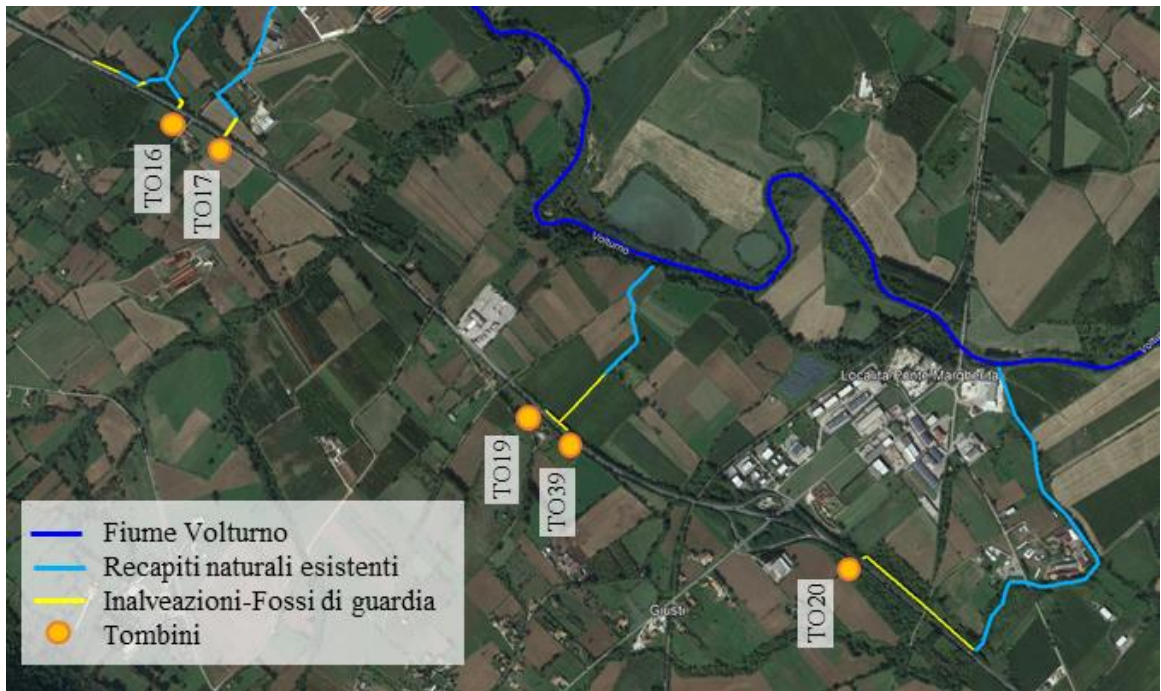 TO16
TO17
Volturno
Località Ponte Margherita
TO19
TO39
TO20
Giusti
Fiume Volturno
Recapiti naturali esistenti
Inalveazioni-Fossi di guardia
Tombini